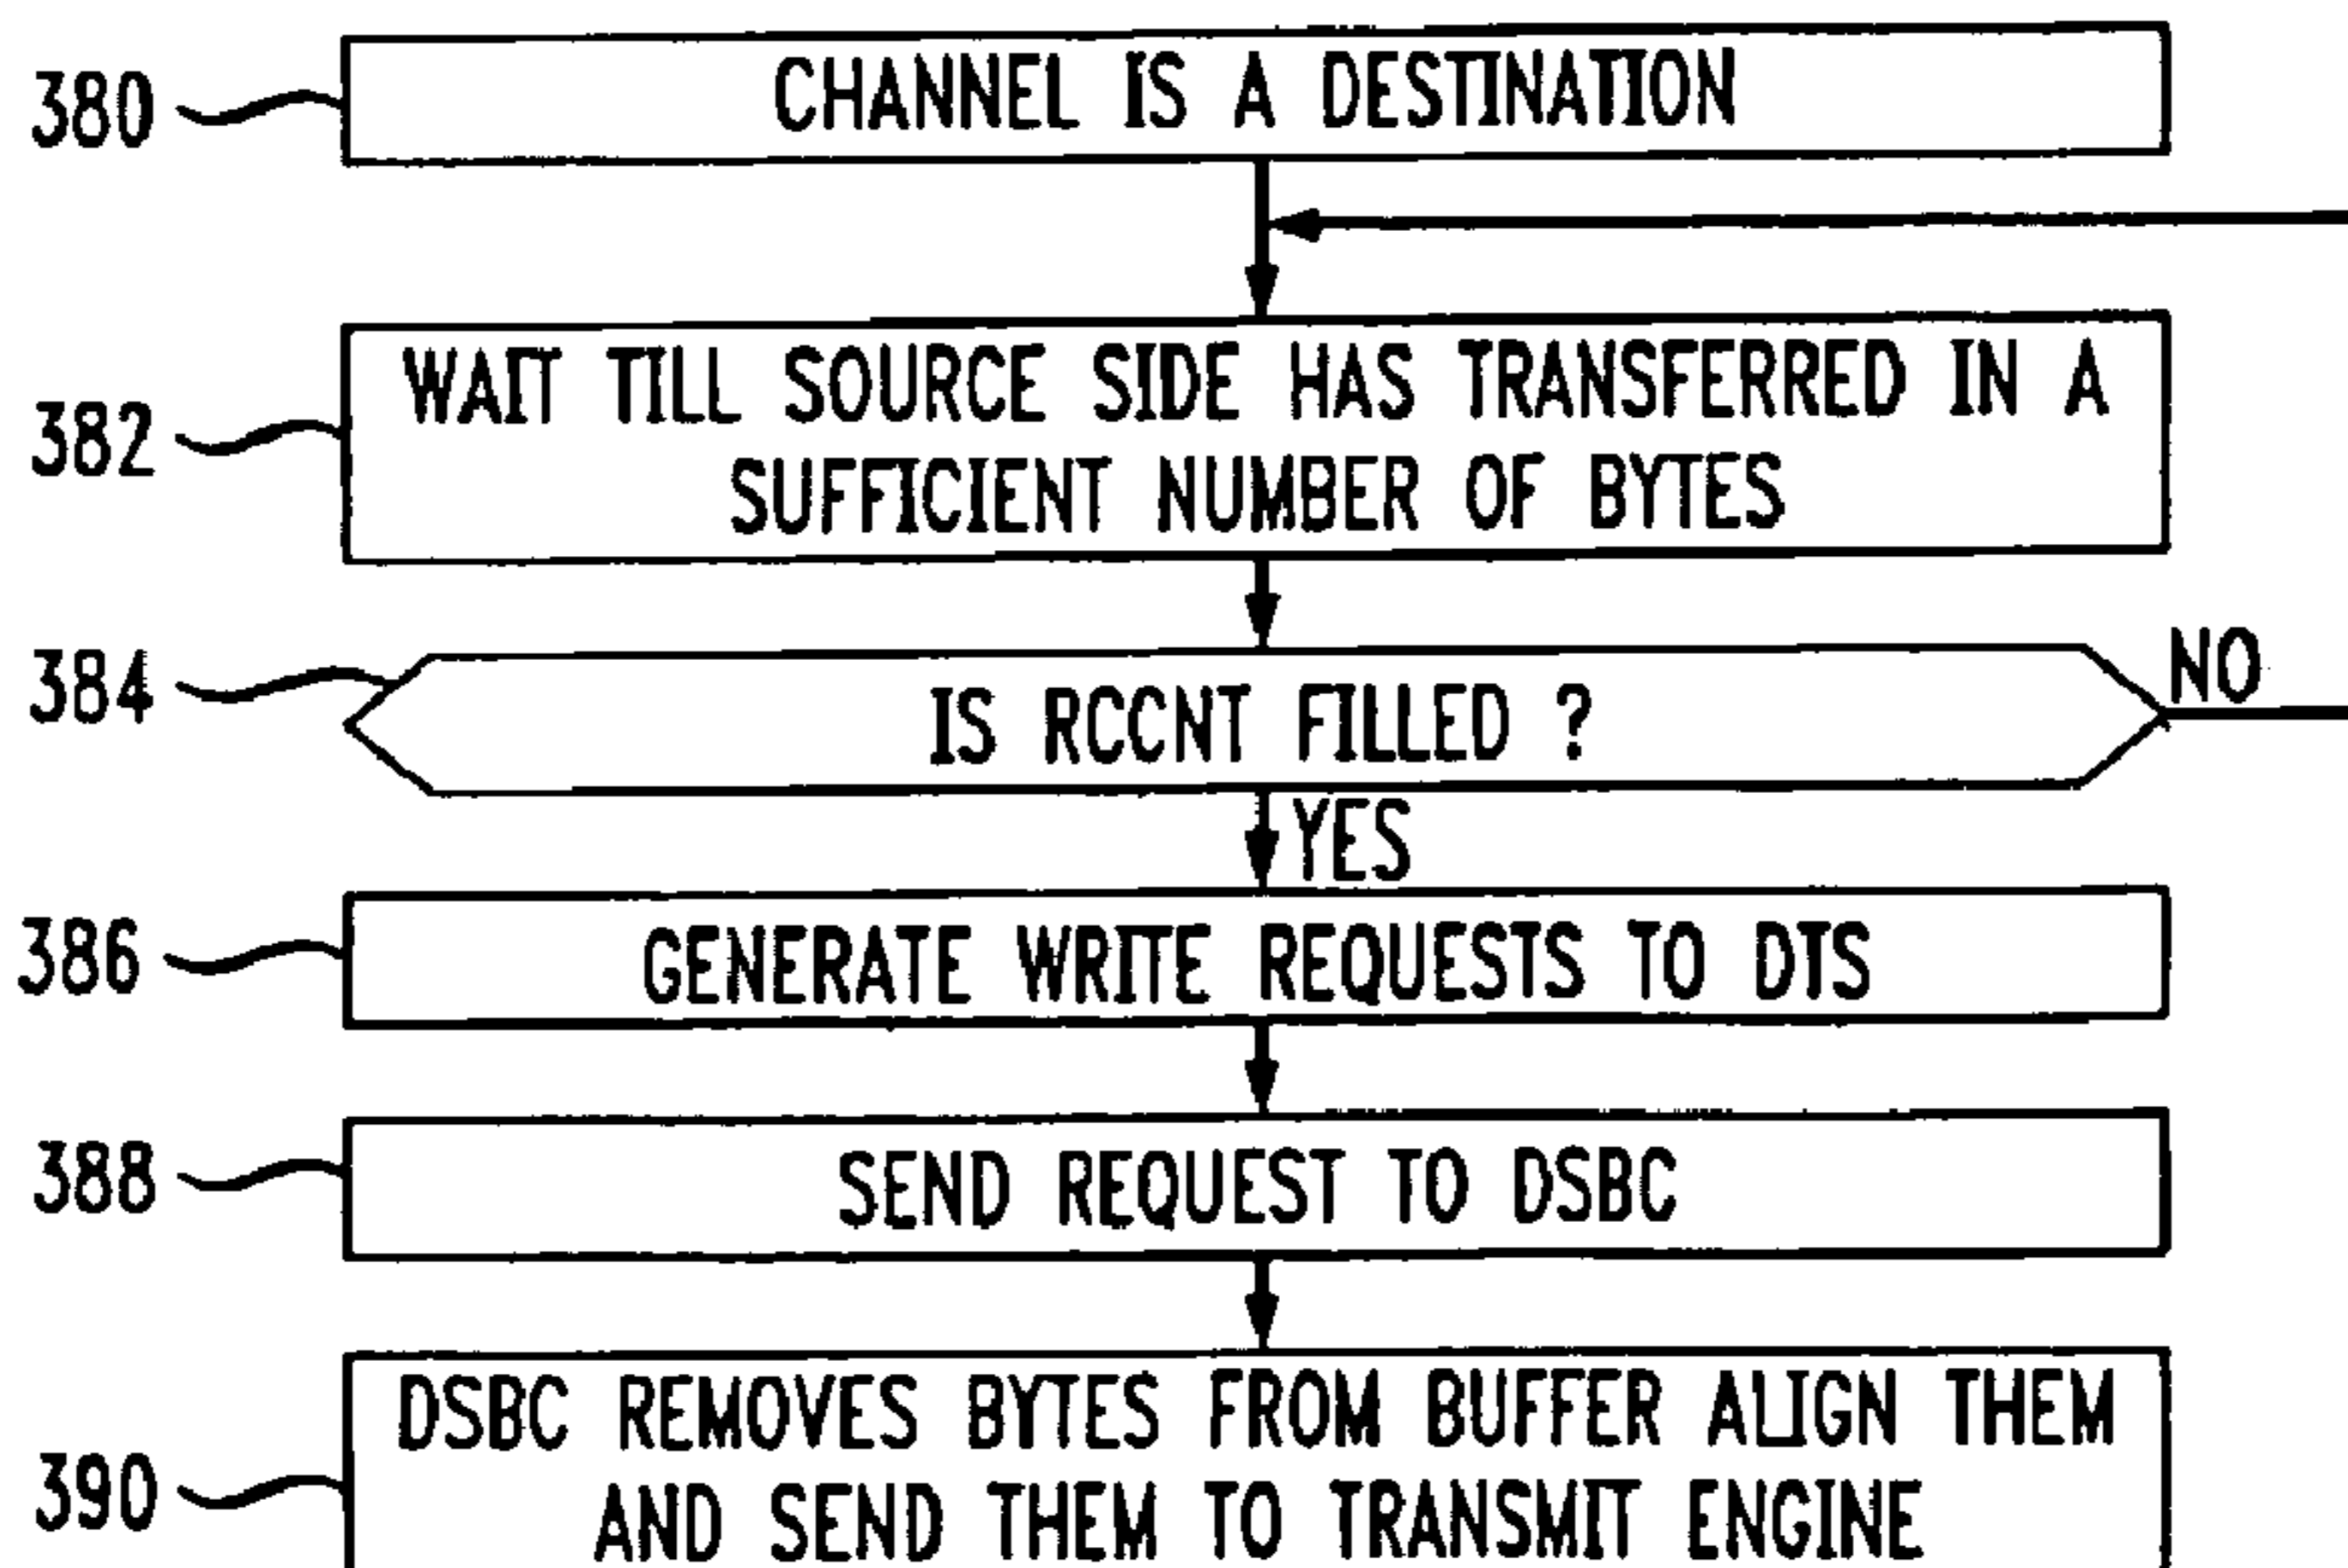 380
CHANNEL IS A DESTINATION
382
WAIT TILL SOURCE SIDE HAS TRANSFERRED IN A
SUFFICIENT NUMBER OF BYTES
384
IS RCCNT FILLED ?
NO
YES
386
GENERATE WRITE REQUESTS TO DTS
388
SEND REQUEST TO DSBC
390
DSBC REMOVES BYTES FROM BUFFER ALIGN THEM
AND SEND THEM TO TRANSMIT ENGINE